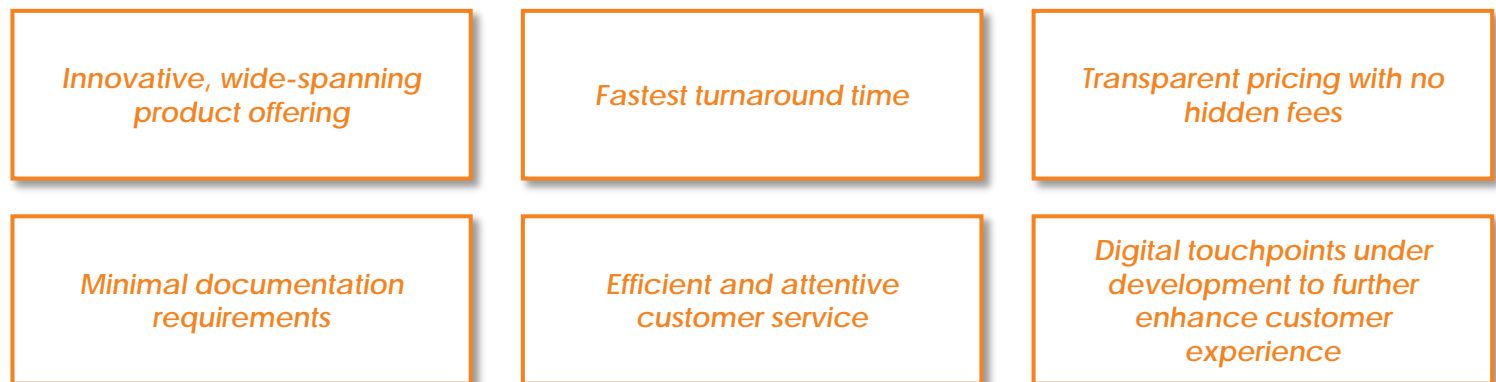 Innovative, wide-spanning
product offering
Fastest turnaround time
Transparent pricing with no
hidden fees
Minimal documentation
requirements
Efficient and attentive
customer service
Digital touchpoints under
development to further
enhance customer
experience